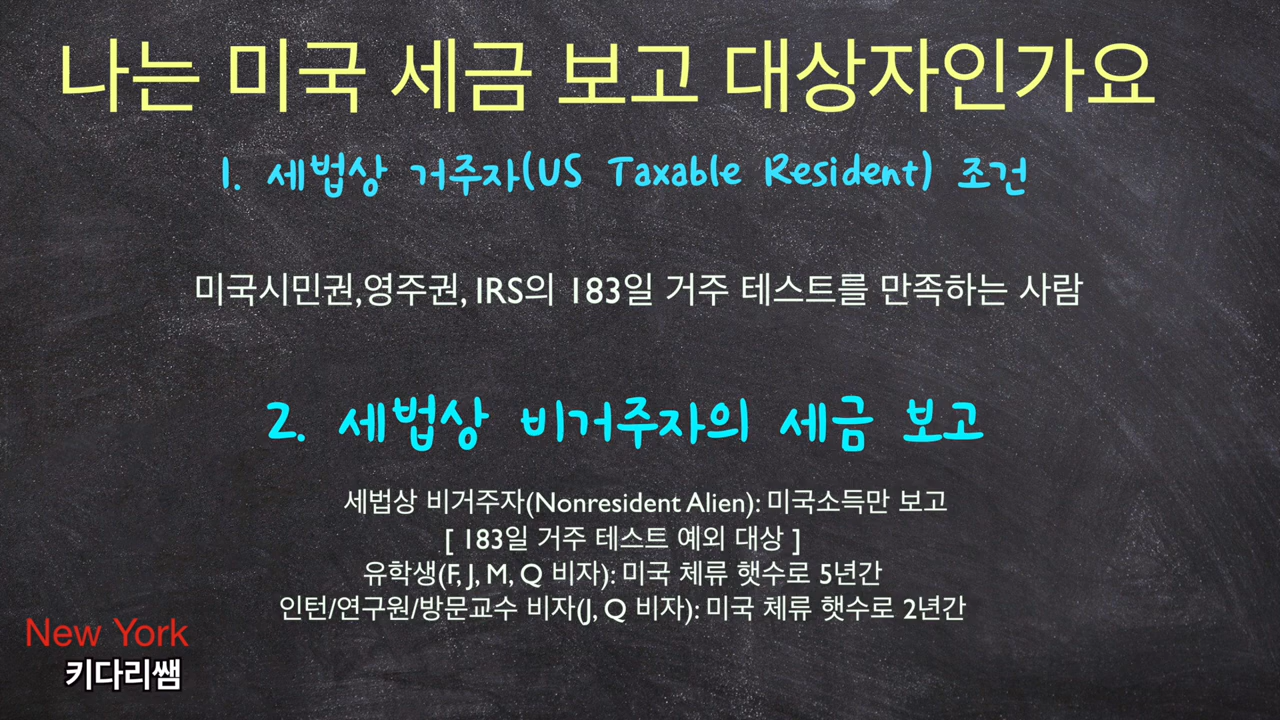 나는 미국 세금 보고 대상자인가요
1. 세법상 거주자(US Taxable Resident) 조건
미국시민권,영주권, IRS의 183일 거주 테스트를 만족하는 사람
2. 세법상 비거주자의 세금 보고
세법상 비거주자(Nonresident Alien): 미국소득만 보고
[ 183일 거주 테스트 예외 대상 ]
유학생(F, J, M, Q 비자): 미국 체류 햇수로 5년간
인턴/연구원/방문교수 비자(J, Q 비자): 미국 체류 햇수로 2년간
New York
키다리쌤